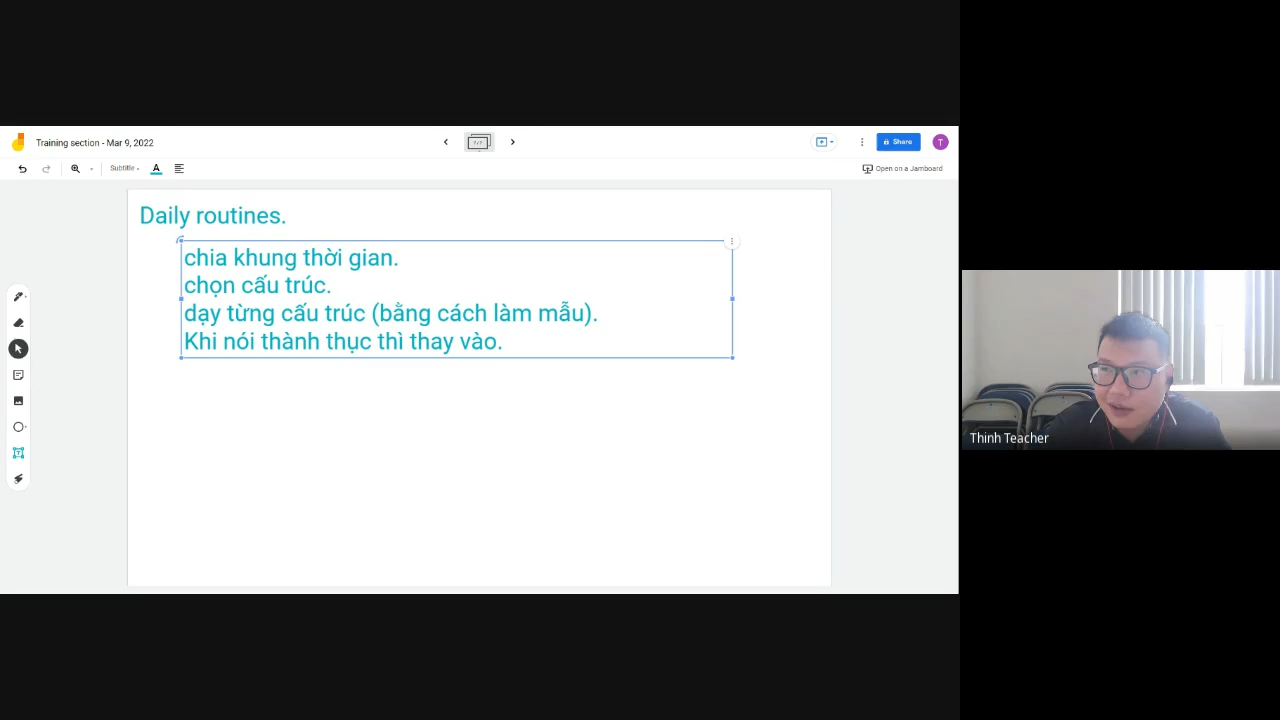 Training section - Mar 9, 2022
Share
T
Subtitle
A
Open on a Jamboard
Daily routines.
chia khung thời gian.
chọn cấu trúc.
dạy từng cấu trúc (bằng cách làm mẫu).
Khi nói thành thục thì thay vào.
Thinh Teacher